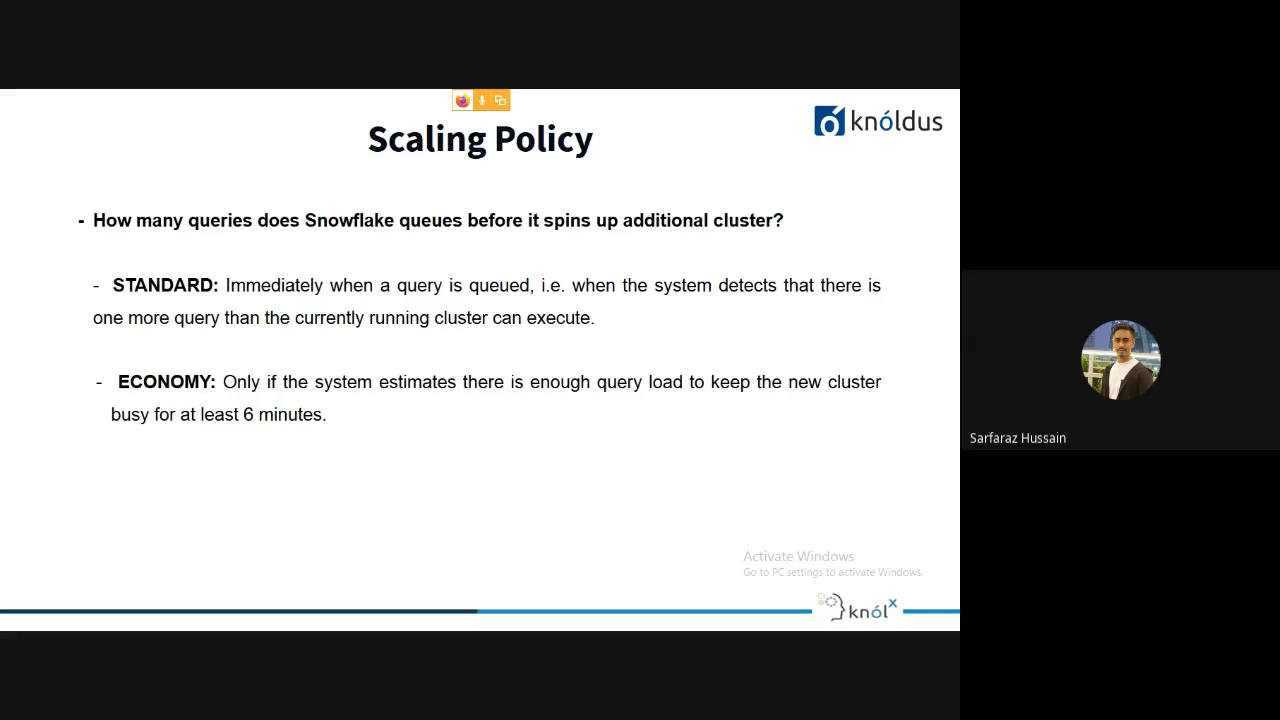 knóldus
Scaling Policy
- How many queries does Snowflake queues before it spins up additional cluster?
- STANDARD: Immediately when a query is queued, i.e. when the system detects that there is
one more query than the currently running cluster can execute.
- ECONOMY: Only if the system estimates there is enough query load to keep the new cluster
busy for at least 6 minutes.
Sarfaraz Hussain
Activate Windows
Go to PC settings to activate Windows.
knólx